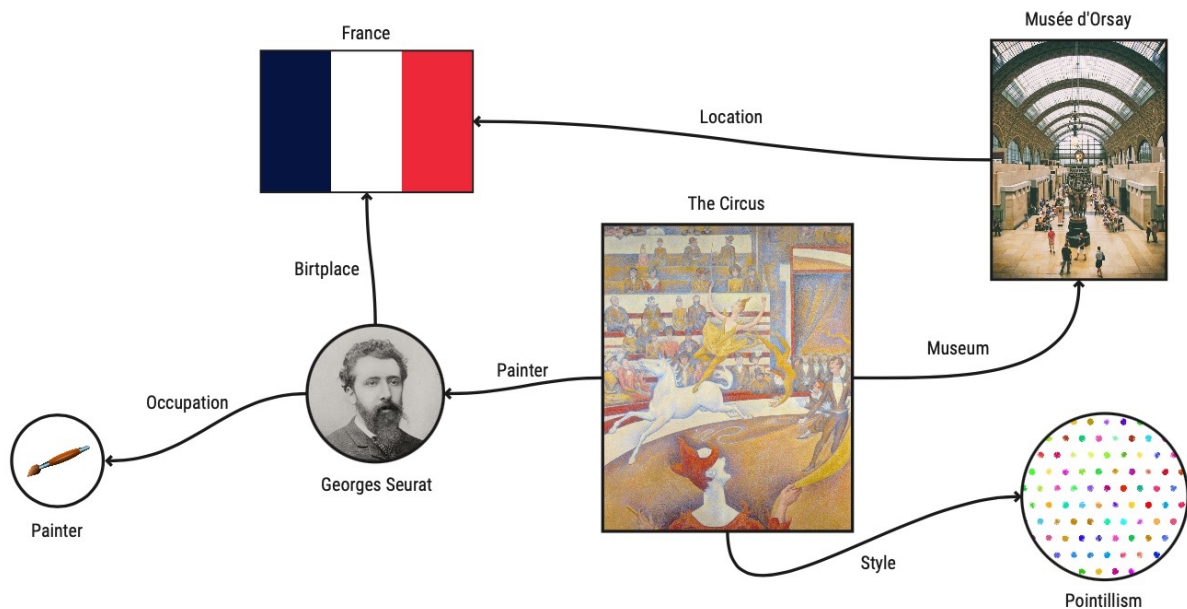 Musée d'Orsay
France
Location
The Circus
Birtplace
Museum
Painter
Occupation
Georges Seurat
Painter
Style
Pointillism